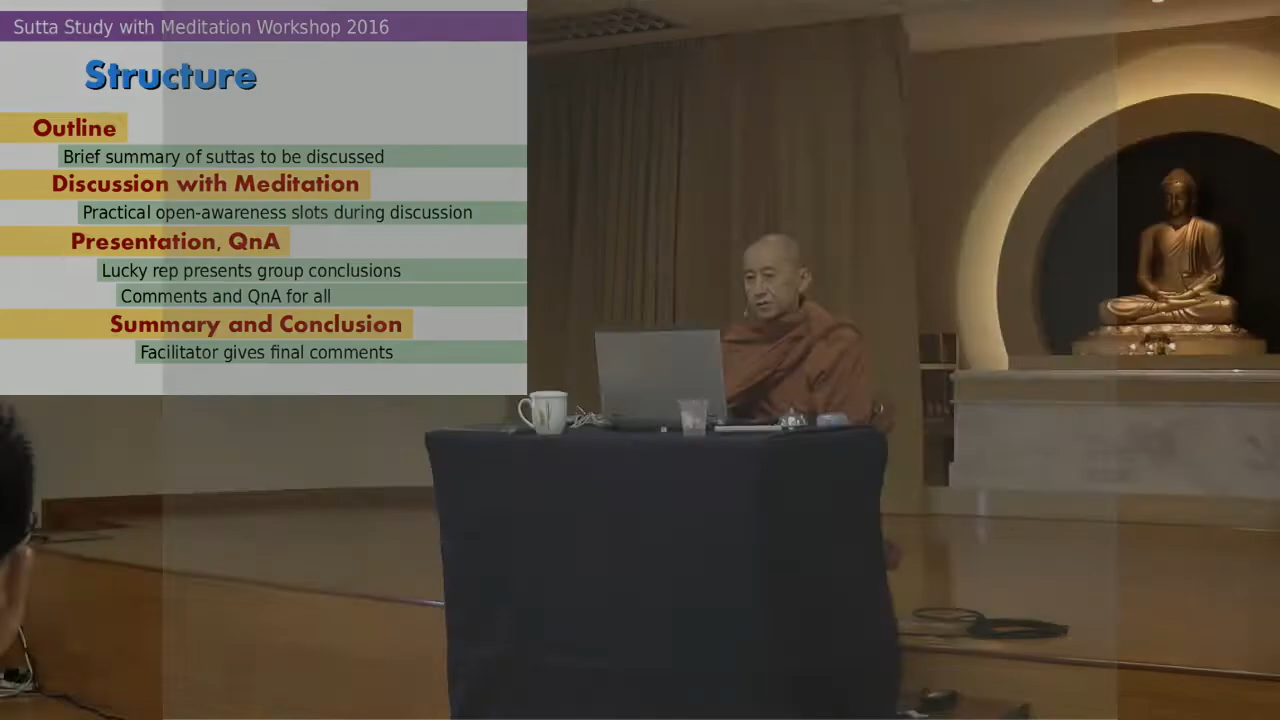 Sutta Study with Meditation Workshop 2016
Structure
Outline
Brief summary of suttas to be discussed
Discussion with Meditation
Practical open-awareness slots during discussion
Presentation, QnA
Lucky rep presents group conclusions
Comments and QnA for all
Summary and Conclusion
Facilitator gives final comments